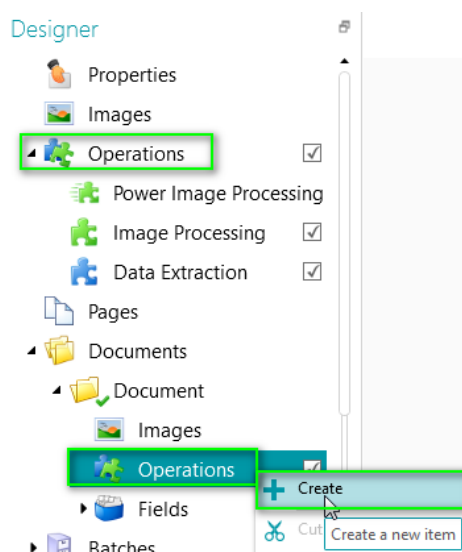 Designer
Properties
Images
Operations
Power Image Processing
Image Processing
Data Extraction
Pages
Documents
Document
Images
Operations
Create
Fields
Cut
Create a new item
Batches